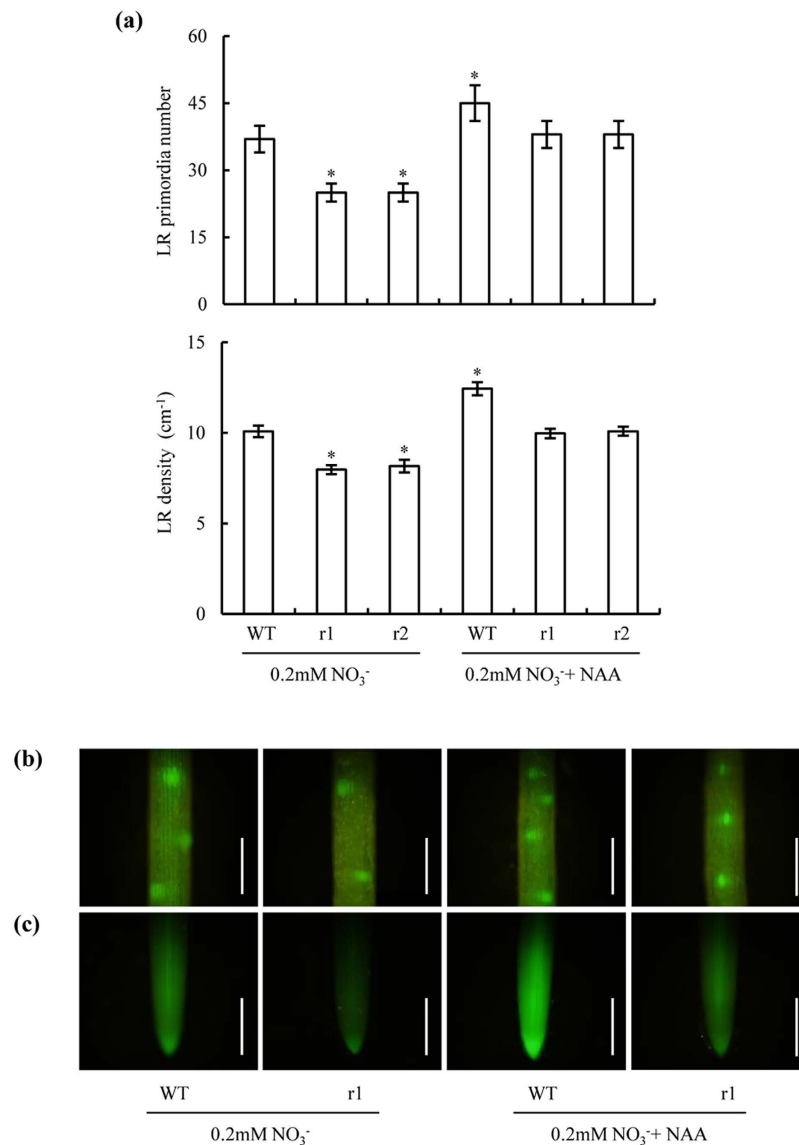 (a)
60
45
30
15
0
LR primordia number
*
*
*
15
10
5
0
LR density (cm⁻¹)
*
*
*
WT r1 r2 WT r1 r2
0.2mM NO₃⁻ 0.2mM NO₃⁻+ NAA
(b)
(c)
WT r1 WT r1
0.2mM NO₃⁻ 0.2mM NO₃⁻+ NAA